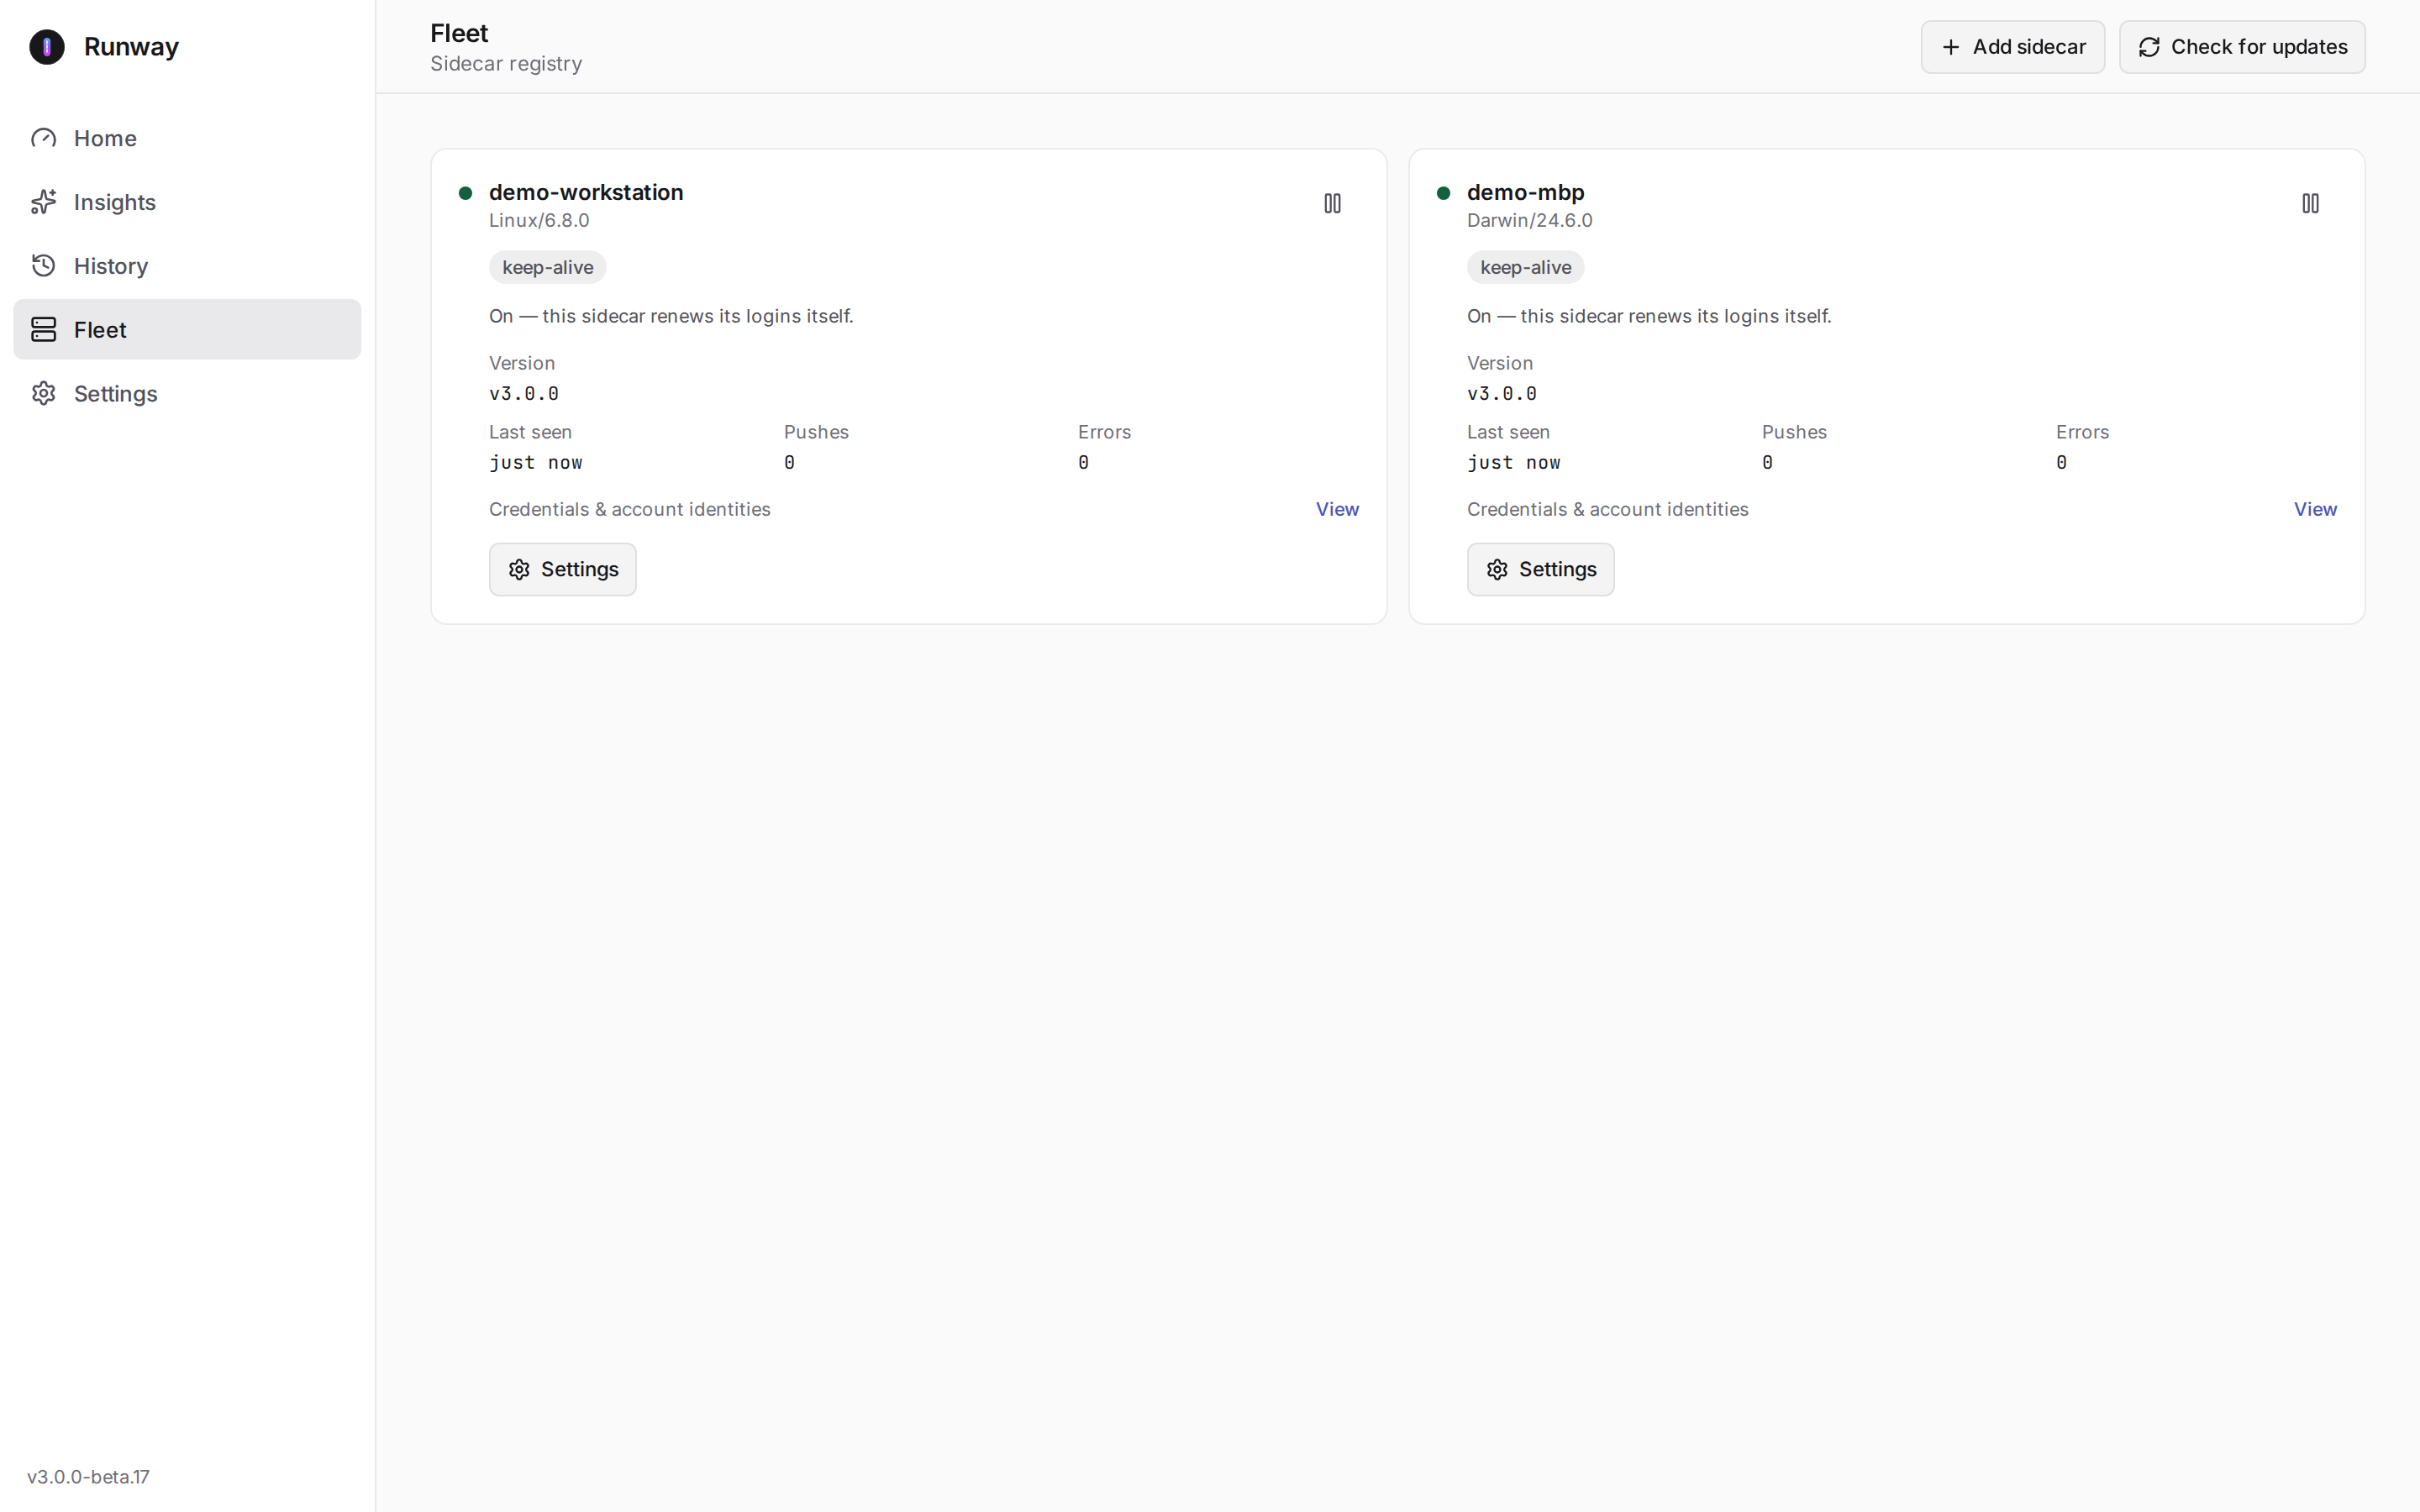 Runway
Home
Insights
History
Fleet
Settings
v3.0.0-beta.17
Fleet
Sidecar registry
Add sidecar
Check for updates
demo-workstation
Linux/6.8.0
keep-alive
On — this sidecar renews its logins itself.
Version
v3.0.0
Last seen Pushes Errors
just now 0 0
Credentials & account identities View
Settings
demo-mbp
Darwin/24.6.0
keep-alive
On — this sidecar renews its logins itself.
Version
v3.0.0
Last seen Pushes Errors
just now 0 0
Credentials & account identities View
Settings